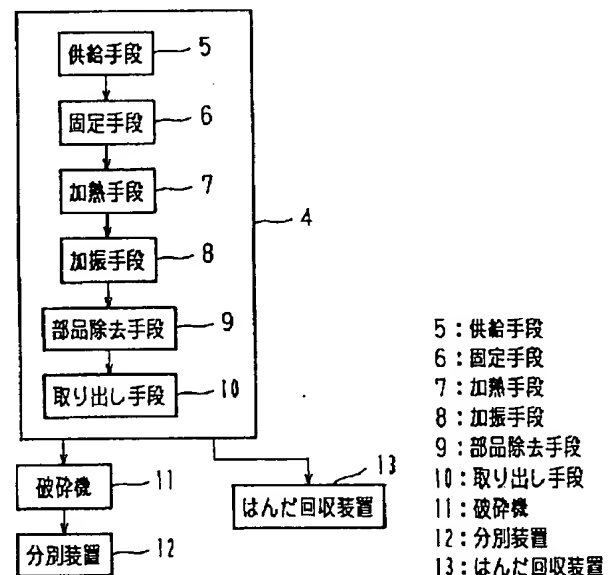 供給手段 5
固定手段 6
加熱手段 7
4
加振手段 8
部品除去手段 9
取り出し手段 10
破砕機 11
はんだ回収装置 13
分別装置 12
5：供給手段
6：固定手段
7：加熱手段
8：加振手段
9：部品除去手段
10：取り出し手段
11：破砕機
12：分別装置
13：はんだ回収装置